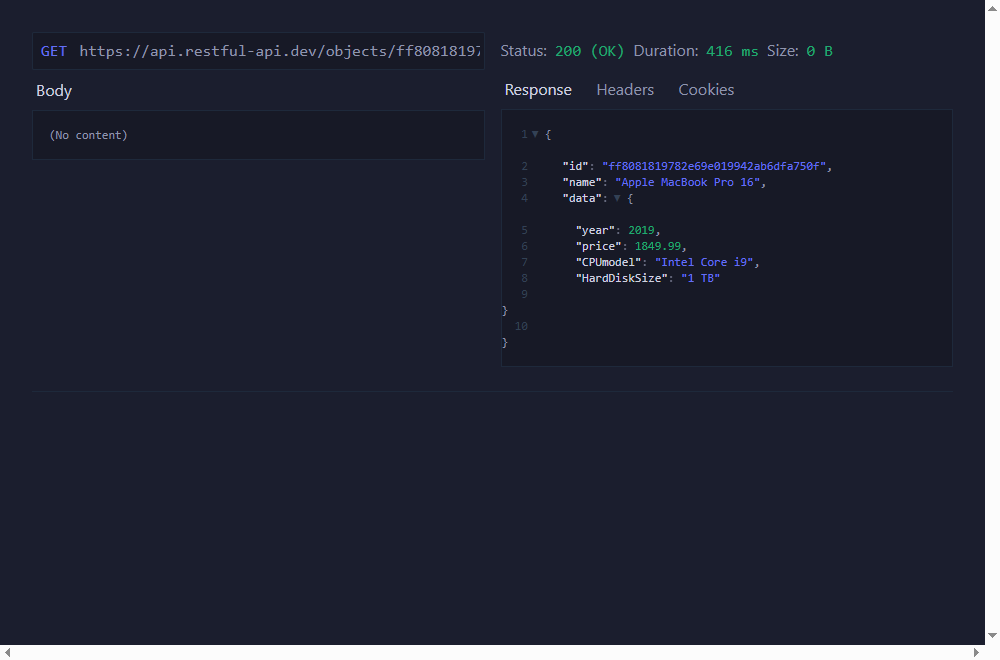 GET https://api.restful-api.dev/objects/ff80818197
Status: 200 (OK) Duration: 416 ms Size: 0 B
Body
Response Headers Cookies
(No content)
1 {
2 "id": "ff8081819782e69e019942ab6dfa750f",
3 "name": "Apple MacBook Pro 16",
4 "data": {
5 "year": 2019,
6 "price": 1849.99,
7 "CPUmodel": "Intel Core i9",
8 "HardDiskSize": "1 TB"
9
}
10
}